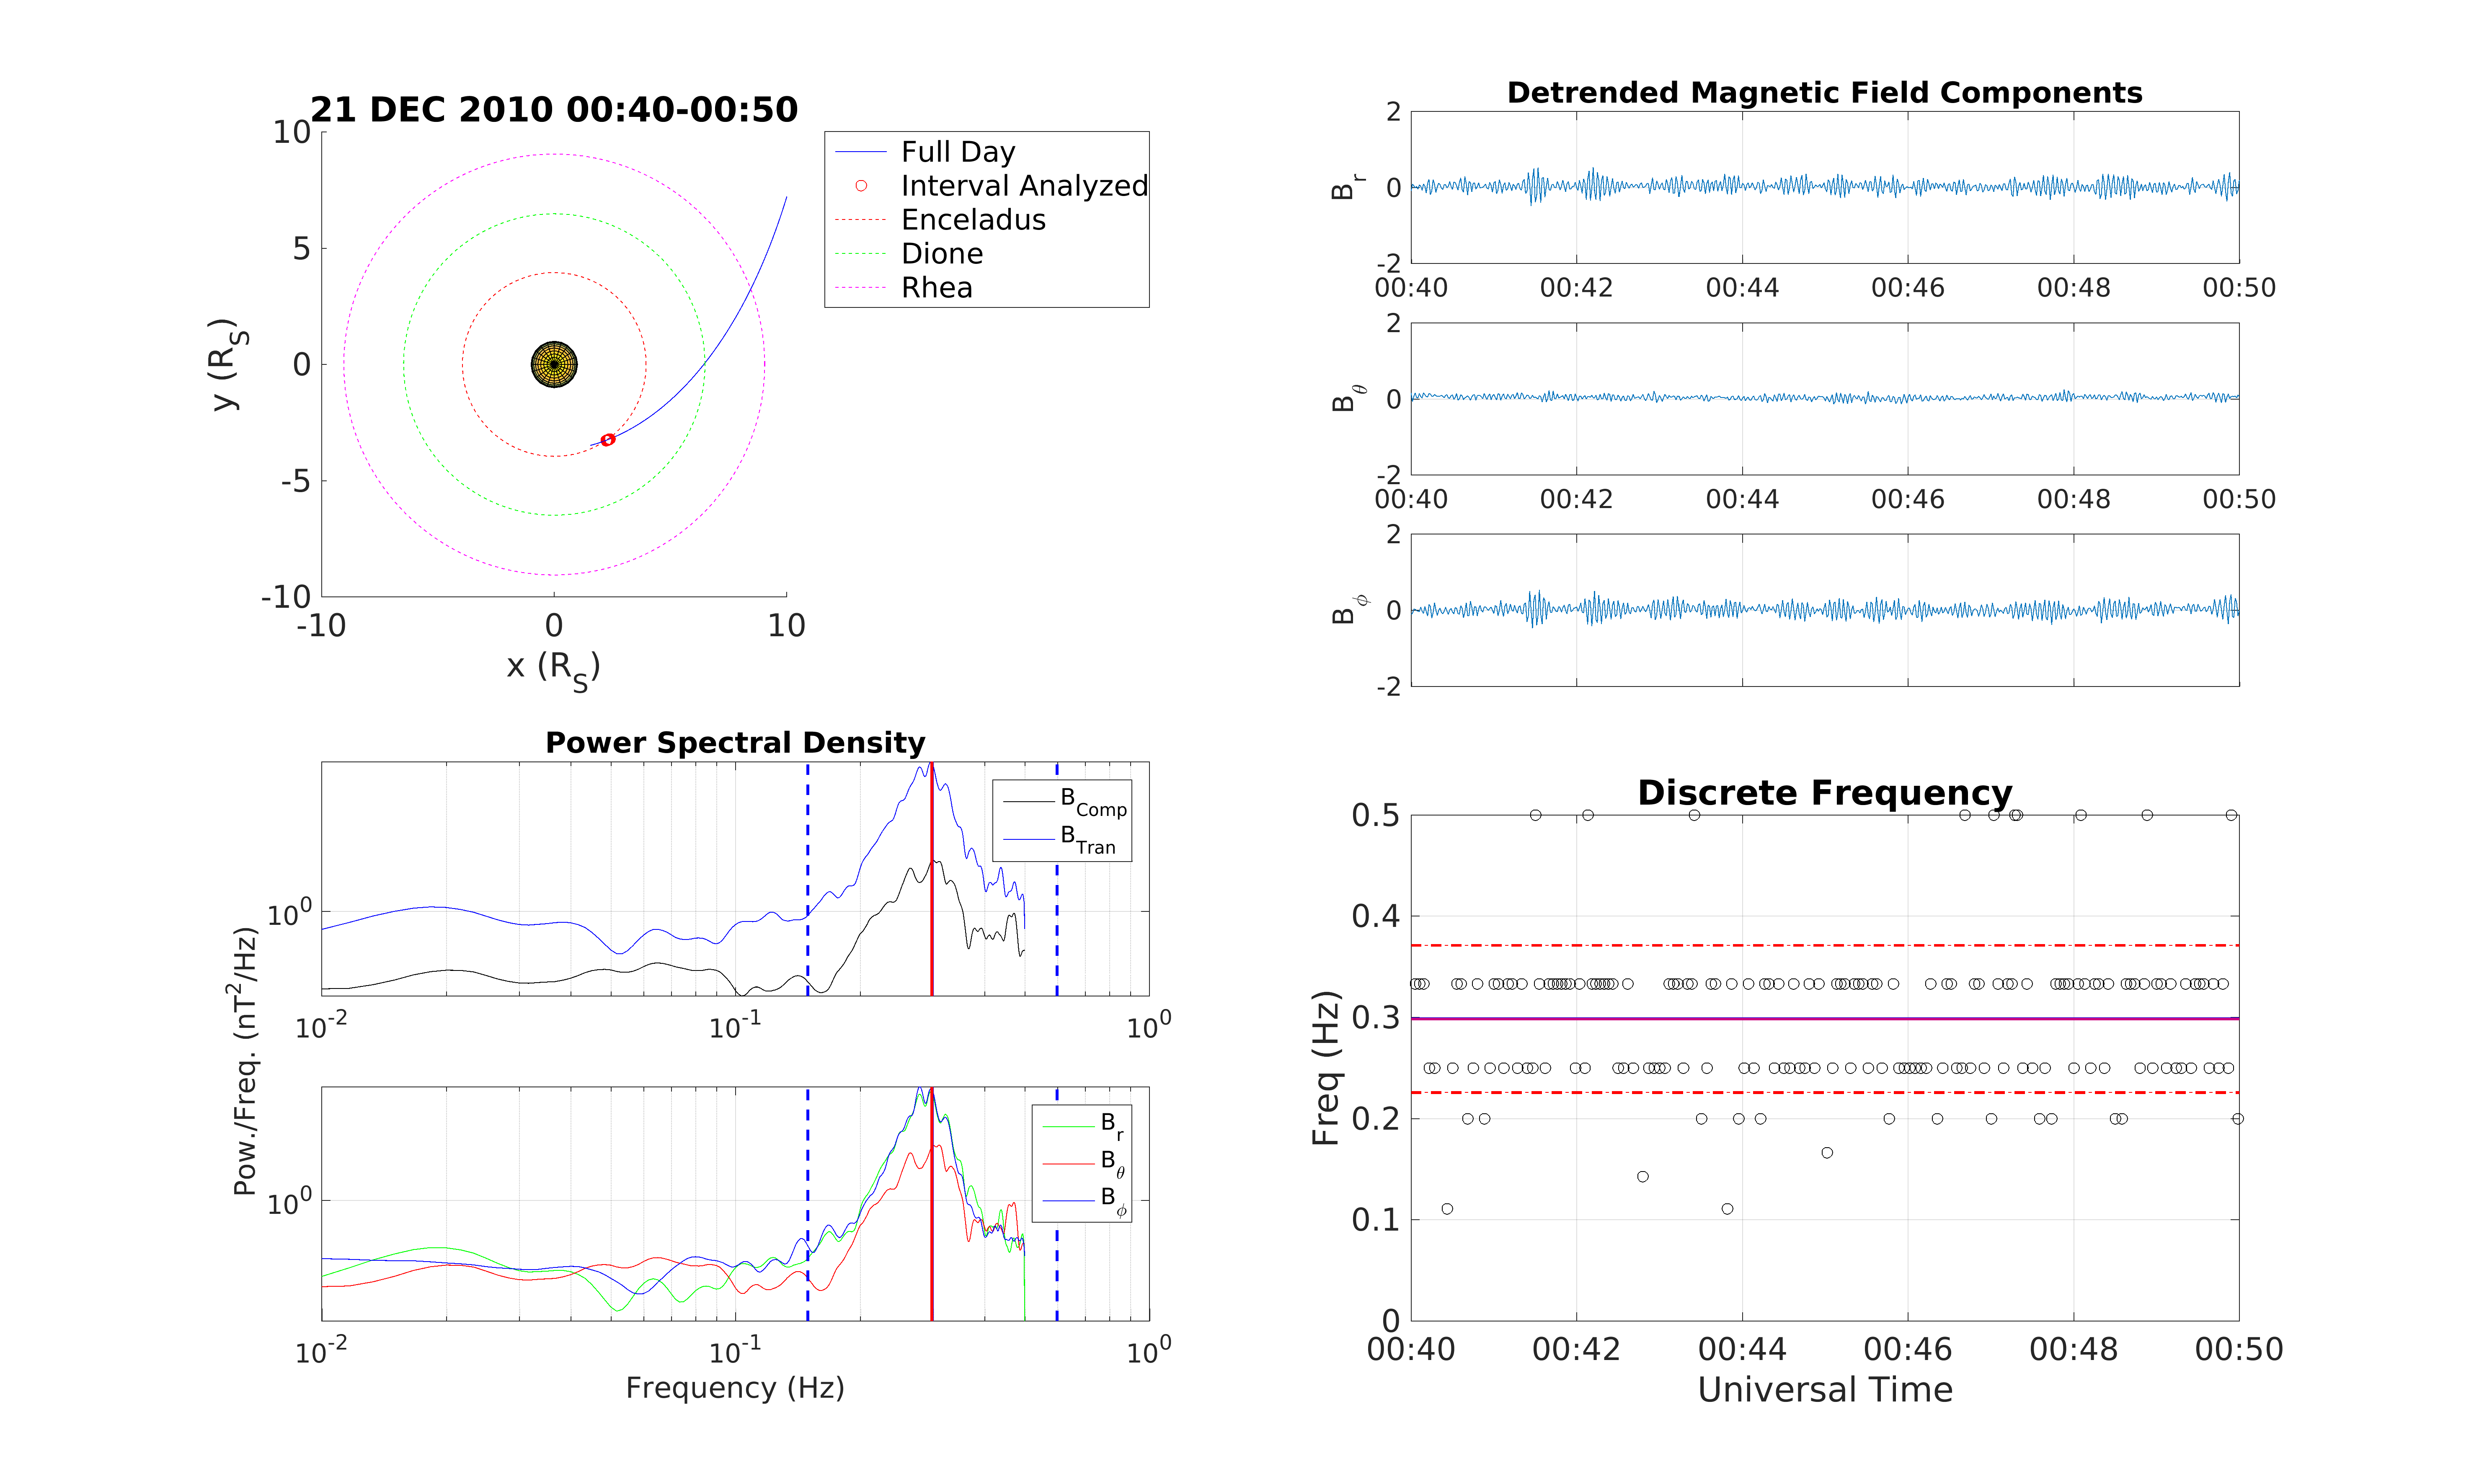 21 DEC 2010 00:40-00:50
10
5
0
-5
-10
-10 0 10
y (R_S)
x (R_S)
Full Day
Interval Analyzed
Enceladus
Dione
Rhea
Detrended Magnetic Field Components
2
0
-2
B_r
00:40 00:42 00:44 00:46 00:48 00:50
2
0
-2
B_θ
00:40 00:42 00:44 00:46 00:48 00:50
2
0
-2
B_ϕ
Power Spectral Density
10^0
B_Comp
B_Tran
10^-2 10^-1 10^0
Pow./Freq. (nT^2/Hz)
10^0
B_r
B_θ
B_ϕ
10^-2 10^-1 10^0
Frequency (Hz)
Discrete Frequency
0.5
0.4
0.3
0.2
0.1
0
Freq (Hz)
00:40 00:42 00:44 00:46 00:48 00:50
Universal Time